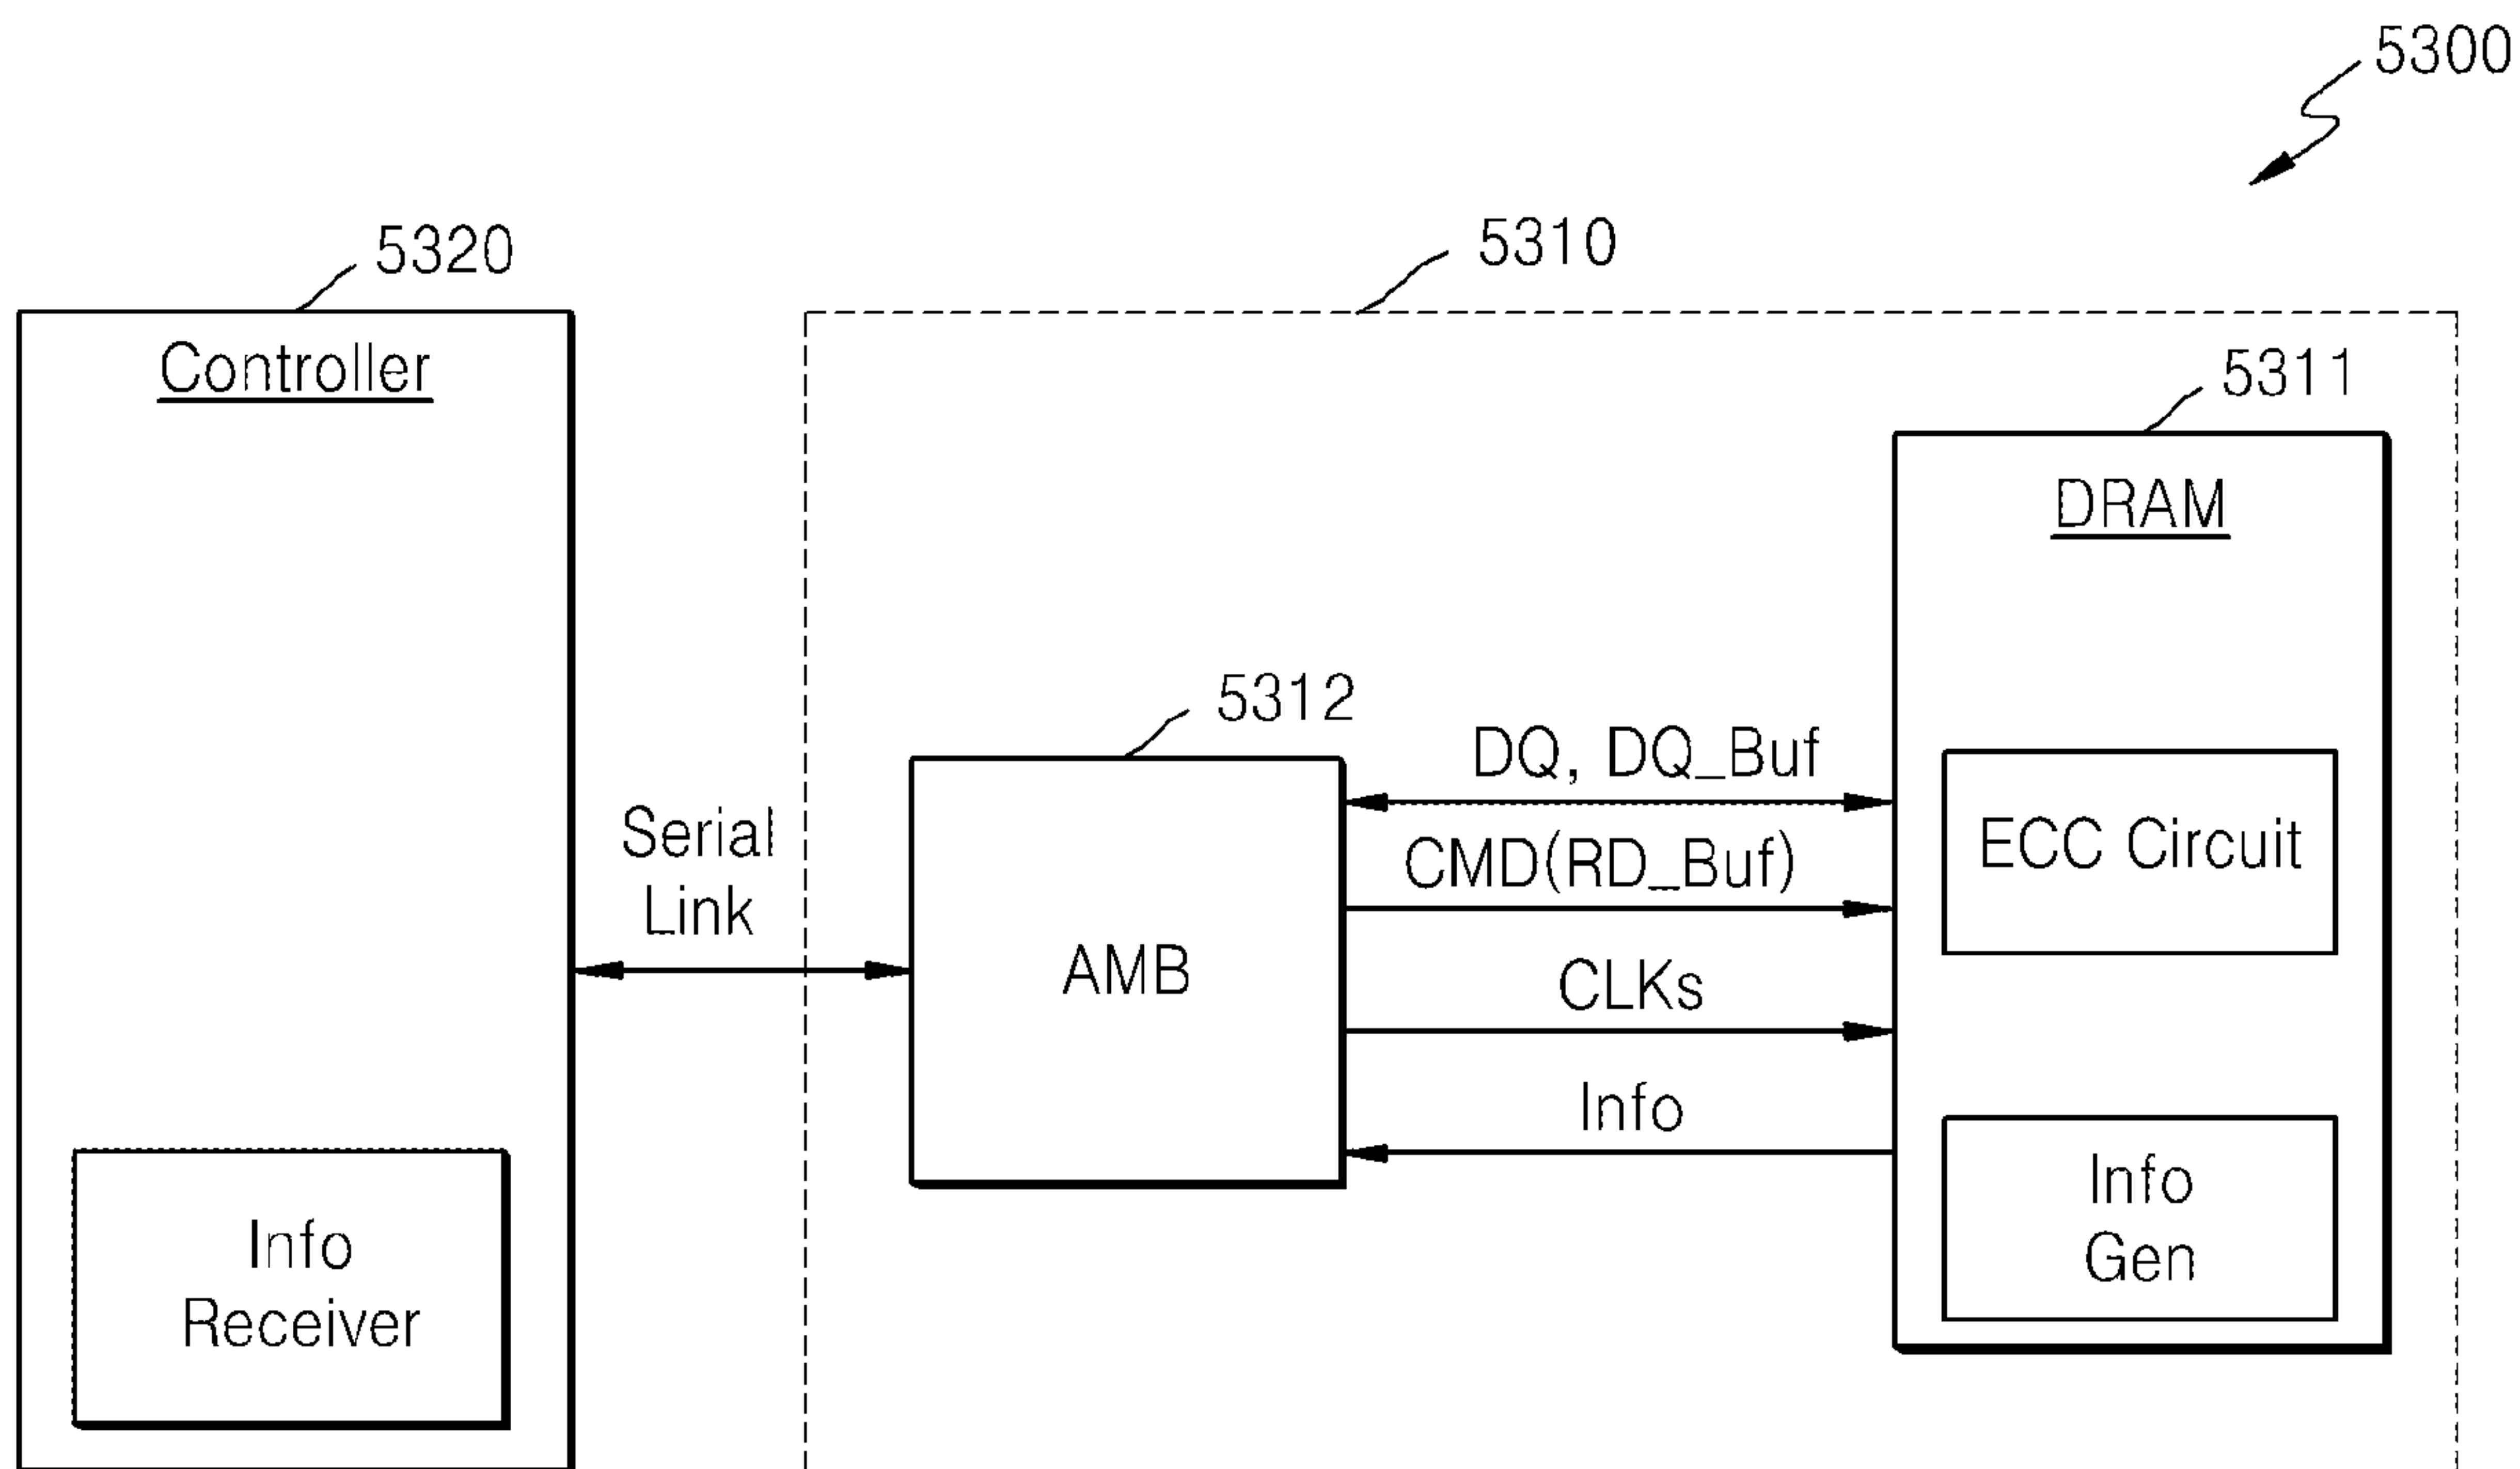 5300
5320
5310
Controller
5311
DRAM
5312
DQ, DQ_Buf
Serial
Link
CMD(RD_Buf)
ECC Circuit
AMB
CLKs
Info
Info
Gen
Info
Receiver